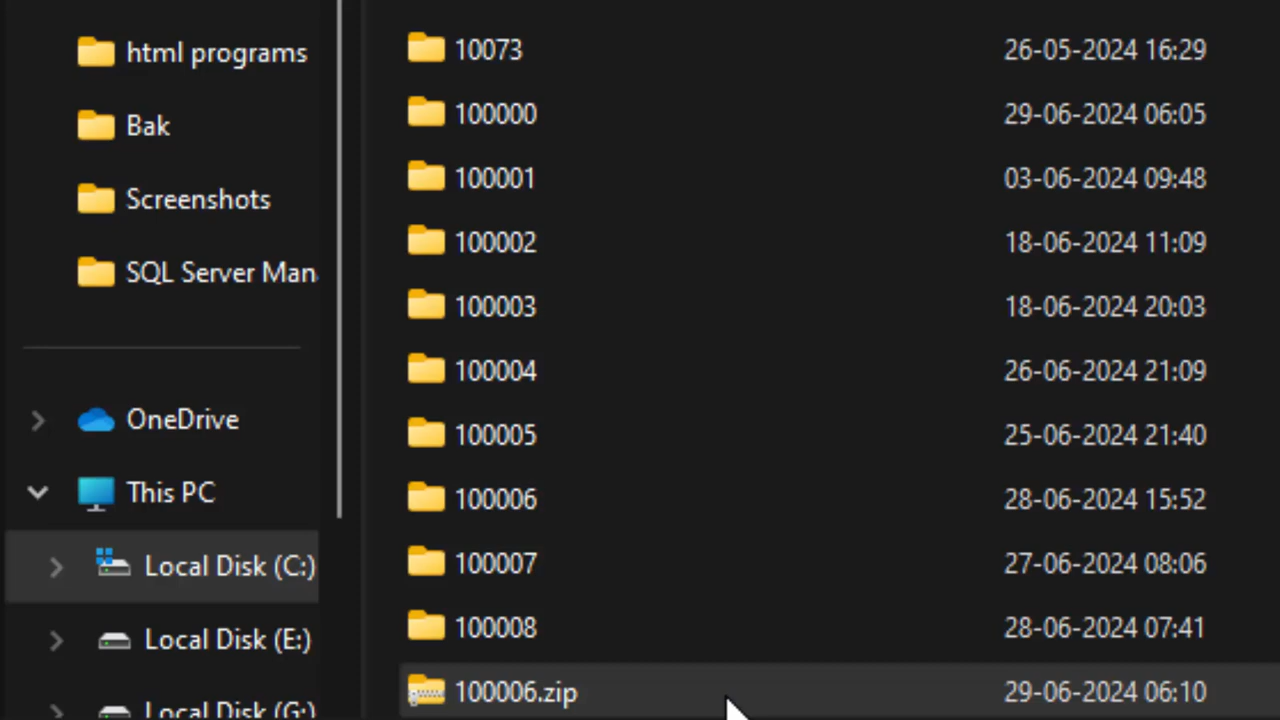 html programs
Bak
Screenshots
SQL Server Man
OneDrive
This PC
Local Disk (C:)
Local Disk (E:)
Local Disk (G:)
10073 26-05-2024 16:29
100000 29-06-2024 06:05
100001 03-06-2024 09:48
100002 18-06-2024 11:09
100003 18-06-2024 20:03
100004 26-06-2024 21:09
100005 25-06-2024 21:40
100006 28-06-2024 15:52
100007 27-06-2024 08:06
100008 28-06-2024 07:41
100006.zip 29-06-2024 06:10